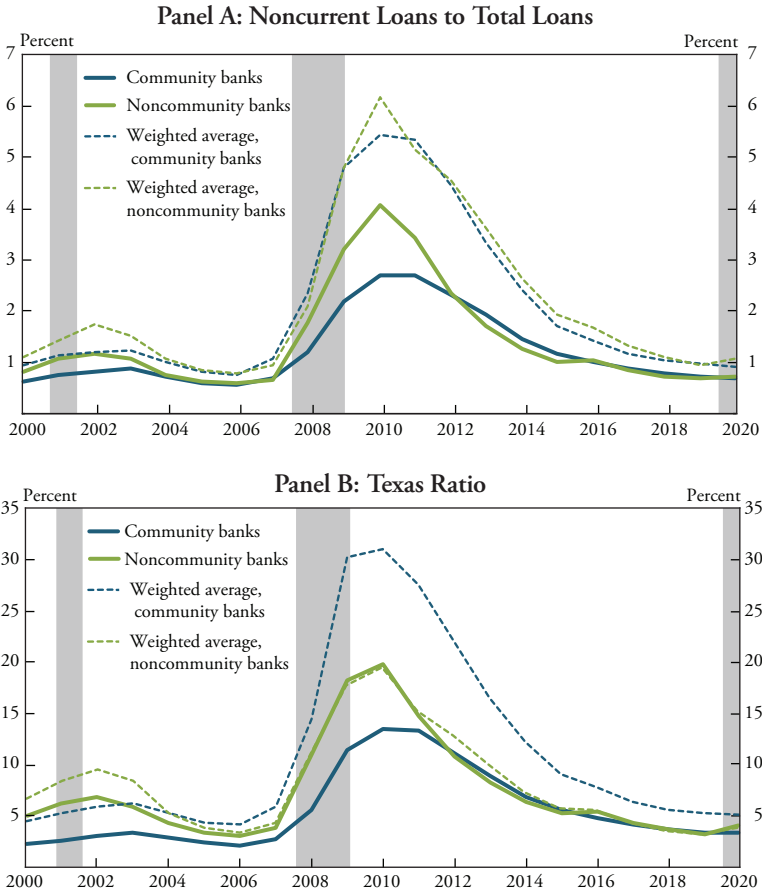 Panel A: Noncurrent Loans to Total Loans
Percent Percent
7 7
Community banks
6 6
Noncommunity banks
Weighted average,
community banks
5 5
Weighted average,
noncommunity banks
4 4
3 3
2 2
1 1
2000 2002 2004 2006 2008 2010 2012 2014 2016 2018 2020
Panel B: Texas Ratio
Percent Percent
35 35
Community banks
30 30
Noncommunity banks
Weighted average,
community banks
25 25
Weighted average,
noncommunity banks
20 20
15 15
10 10
5 5
2000 2002 2004 2006 2008 2010 2012 2014 2016 2018 2020